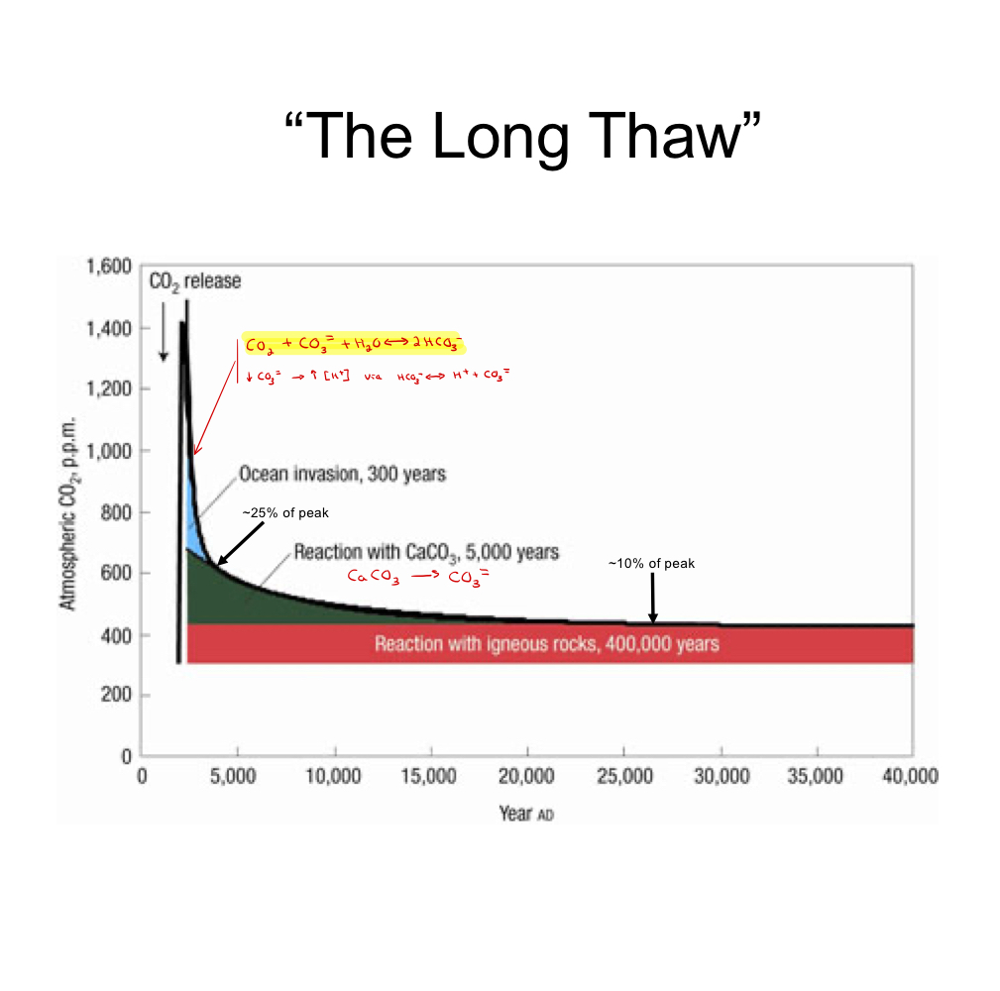 “The Long Thaw”
1,600
CO₂ release
1,400
CO₂ + CO₃⁼ + H₂O ⟷ 2HCO₃⁻
↓ CO₃⁼ → ↑ [H⁺] via HCO₃⁻ ⟷ H⁺ + CO₃⁼
1,200
1,000
Ocean invasion, 300 years
800
~25% of peak
Reaction with CaCO₃, 5,000 years
CaCO₃ → CO₃⁼
~10% of peak
600
400
Reaction with igneous rocks, 400,000 years
200
0
Atmospheric CO₂, p.p.m.
0 5,000 10,000 15,000 20,000 25,000 30,000 35,000 40,000
Year AD